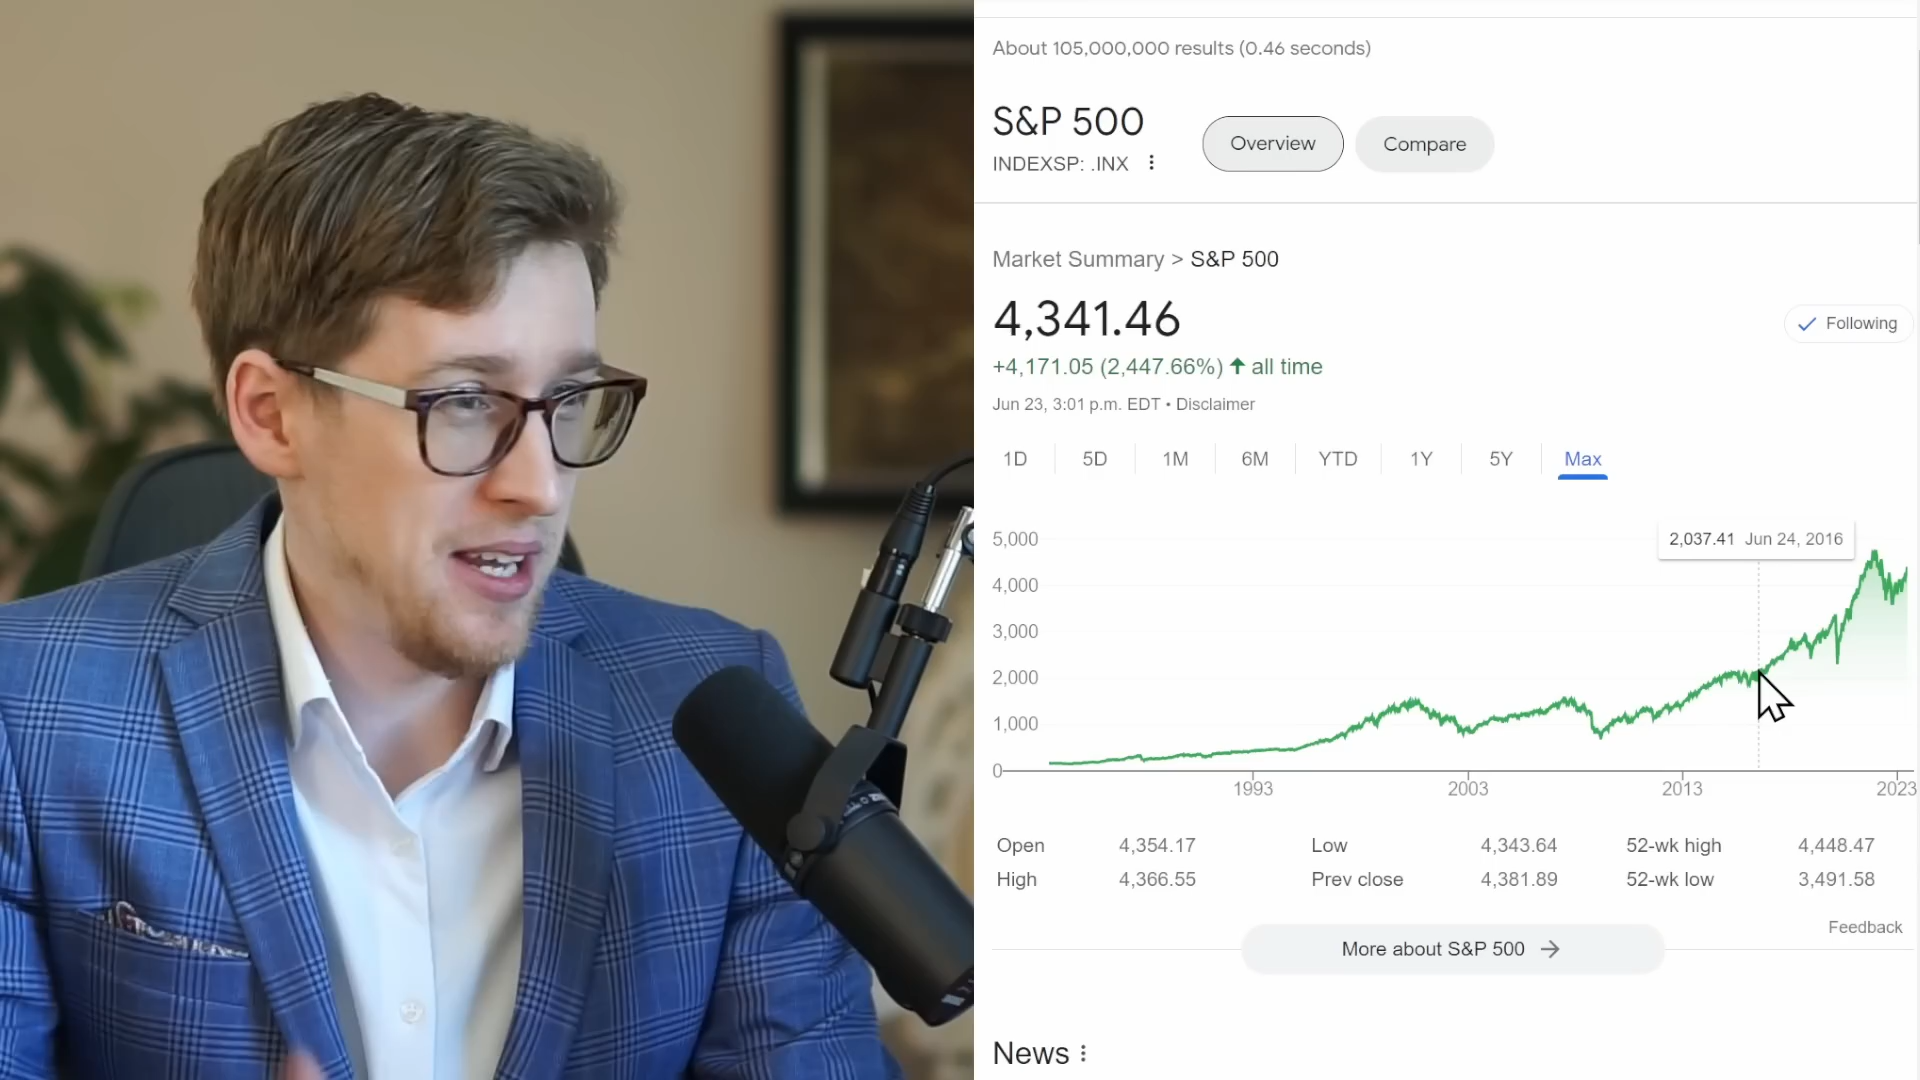 About 105,000,000 results (0.46 seconds)
S&P 500
INDEXSP: .INX
Overview
Compare
Market Summary > S&P 500
4,341.46
Following
+4,171.05 (2,447.66%) ↑ all time
Jun 23, 3:01 p.m. EDT • Disclaimer
1D 5D 1M 6M YTD 1Y 5Y Max
2,037.41 Jun 24, 2016
5,000
4,000
3,000
2,000
1,000
0
1993 2003 2013 2023
Open 4,354.17 Low 4,343.64 52-wk high 4,448.47
High 4,366.55 Prev close 4,381.89 52-wk low 3,491.58
Feedback
More about S&P 500 →
News